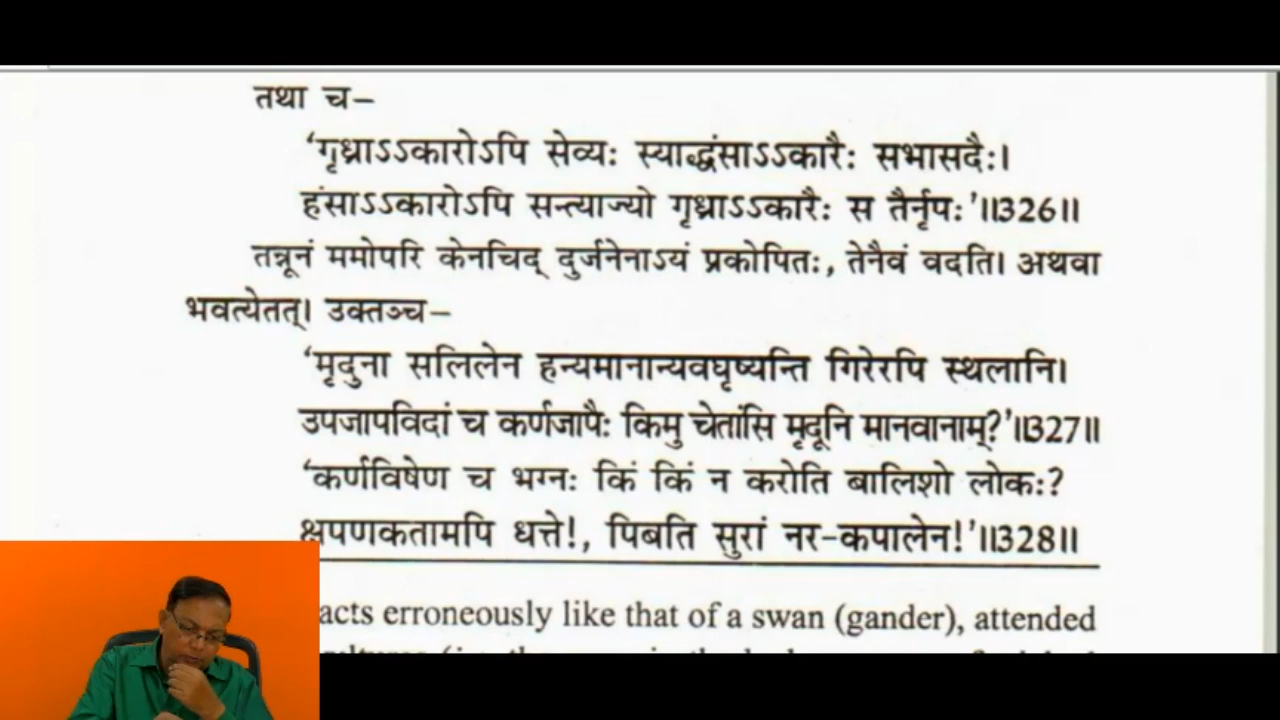 तथा च–
‘गृध्राऽऽकारोऽपि सेव्यः स्याद्धंसाऽऽकारैः सभासदैः।
हंसाऽऽकारोऽपि सन्त्याज्यो गृध्राऽऽकारैः स तैर्नृपः’॥326॥
तन्नूनं ममोपरि केनचिद् दुर्जनेनाऽयं प्रकोपितः, तेनैवं वदति। अथवा
भवत्येतत्। उक्तञ्च–
‘मृदुना सलिलेन हन्यमानान्यवघृष्यन्ति गिरेरपि स्थलानि।
उपजापविदां च कर्णजापैः किमु चेतांसि मृदूनि मानवानाम्?’॥327॥
‘कर्णविषेण च भग्नः किं किं न करोति बालिशो लोकः?
क्षपणकतामपि धत्ते!, पिबति सुरां नर-कपालेन!’॥328॥
acts erroneously like that of a swan (gander), attended